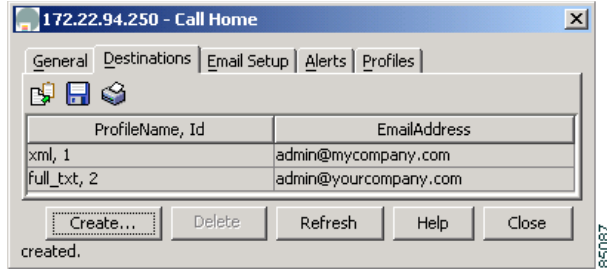 172.22.94.250 - Call Home
General Destinations Email Setup Alerts Profiles
ProfileName, Id EmailAddress
xml, 1 admin@mycompany.com
full_txt, 2 admin@yourcompany.com
Create... Delete Refresh Help Close
created.
85087